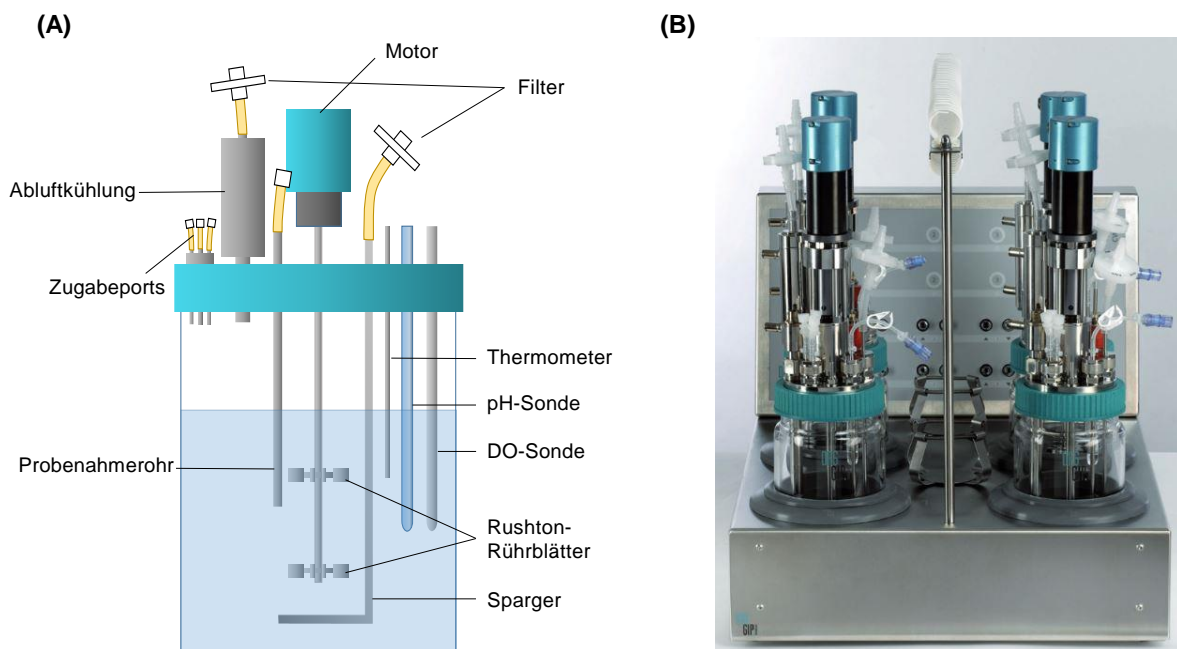 (A)
(B)
Motor
Filter
Abluftkühlung
Zugabeports
Thermometer
pH-Sonde
Probenahmerohr
DO-Sonde
Rushton-
Rührblätter
Sparger